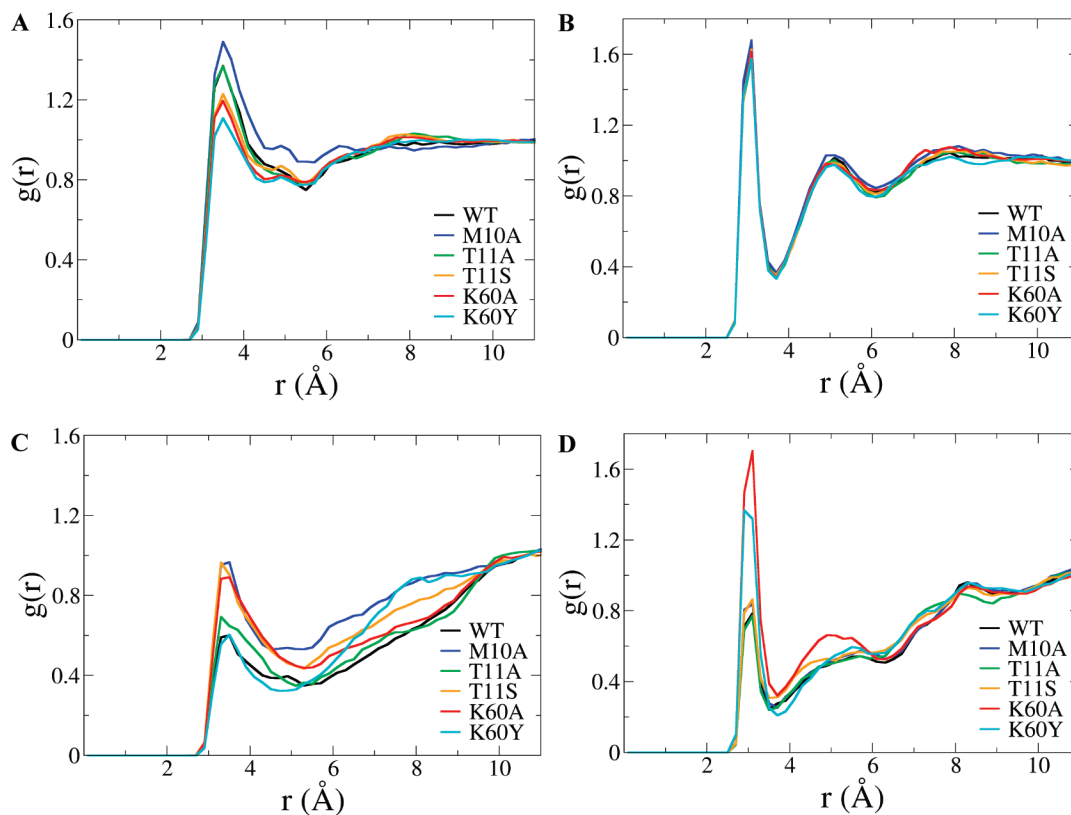 A
1.6
1.2
0.8
0.4
0
g(r)
WT
M10A
T11A
T11S
K60A
K60Y
2 4 6 8 10
r (Å)
B
1.6
1.2
0.8
0.4
0
g(r)
WT
M10A
T11A
T11S
K60A
K60Y
2 4 6 8 10
r (Å)
C
1.6
1.2
0.8
0.4
0
g(r)
WT
M10A
T11A
T11S
K60A
K60Y
2 4 6 8 10
r (Å)
D
1.6
1.2
0.8
0.4
0
g(r)
WT
M10A
T11A
T11S
K60A
K60Y
2 4 6 8 10
r (Å)